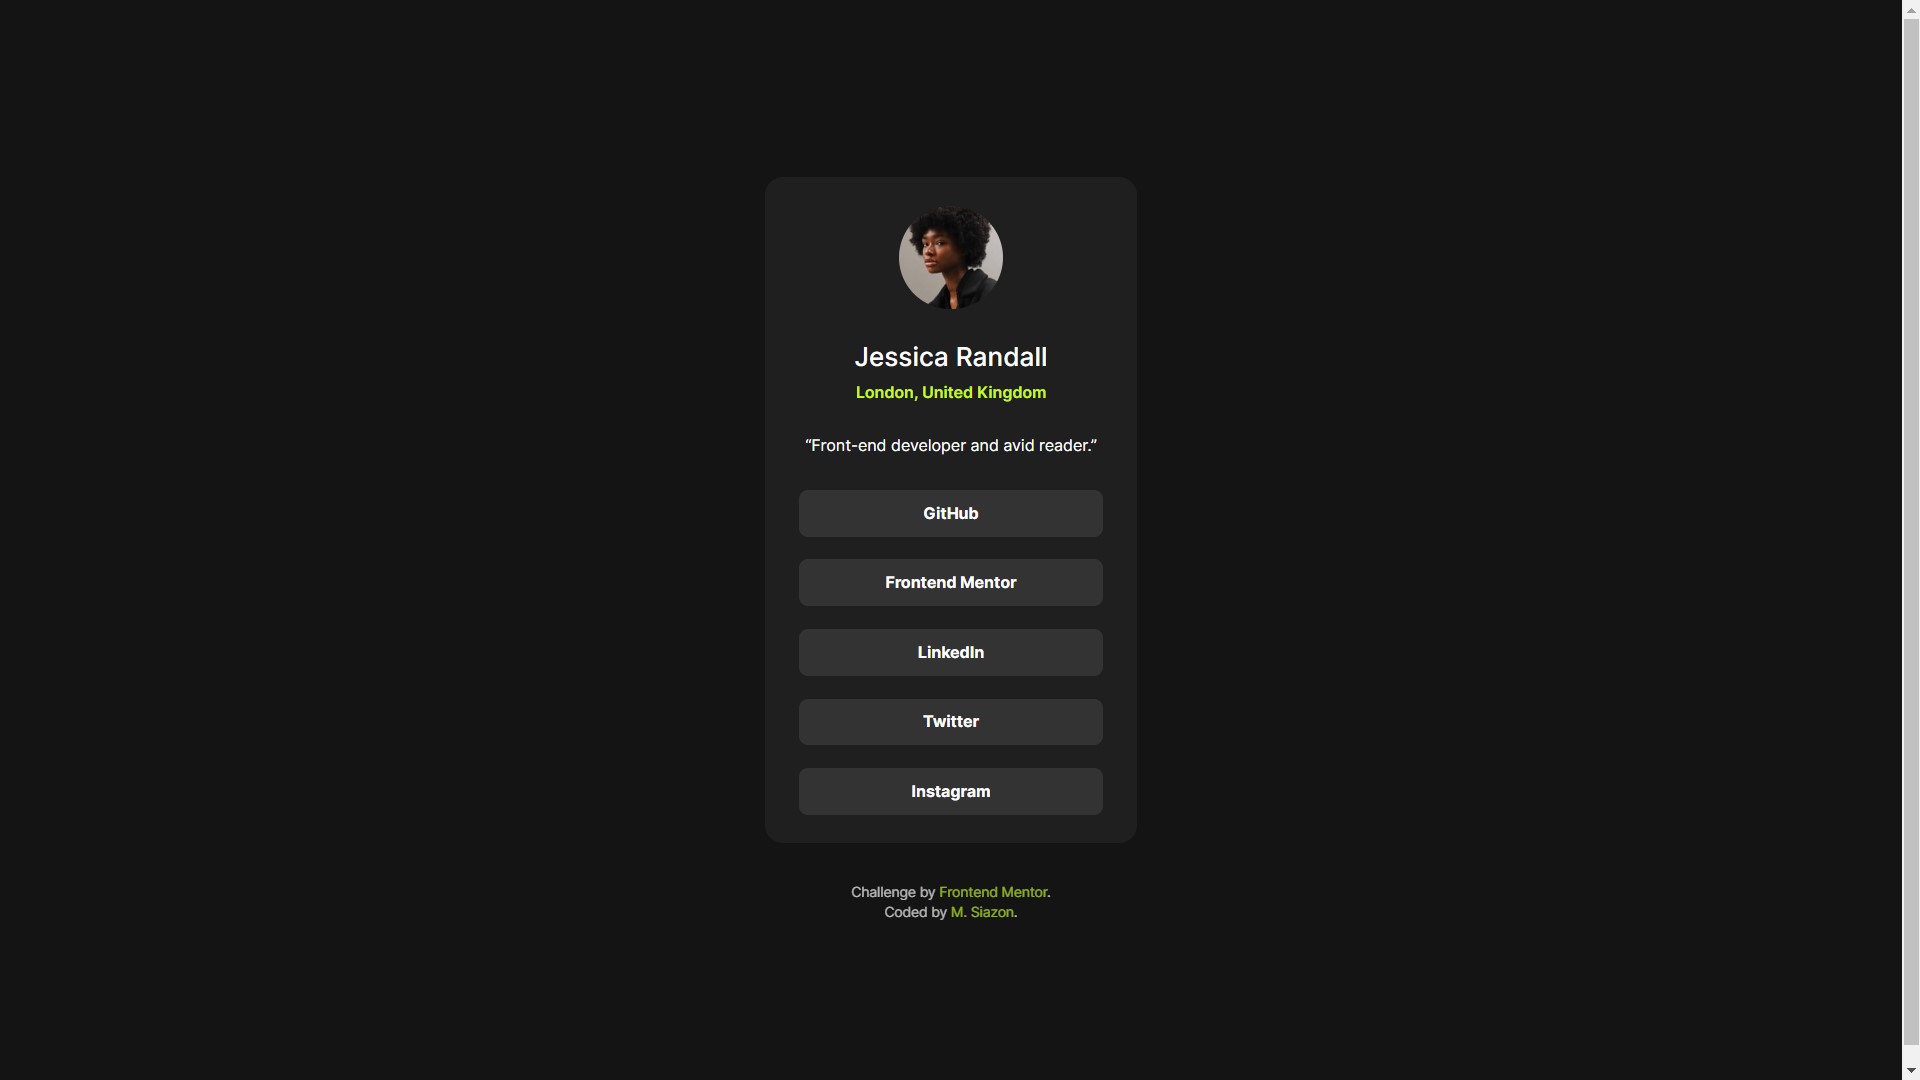 Jessica Randall
London, United Kingdom
“Front-end developer and avid reader.”
GitHub
Frontend Mentor
LinkedIn
Twitter
Instagram
Challenge by Frontend Mentor.
Coded by M. Siazon.